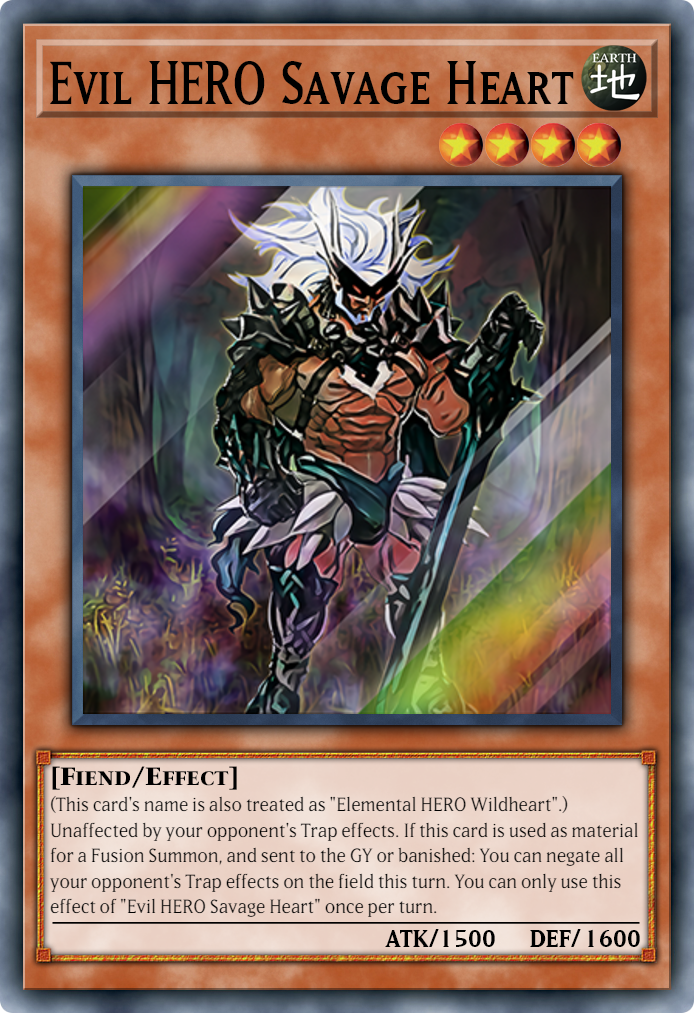 Evil HERO Savage Heart
EARTH
地
[Fiend/Effect]
(This card's name is also treated as "Elemental HERO Wildheart".)
Unaffected by your opponent's Trap effects. If this card is used as material
for a Fusion Summon, and sent to the GY or banished: You can negate all
your opponent's Trap effects on the field this turn. You can only use this
effect of "Evil HERO Savage Heart" once per turn.
ATK/1500 DEF/1600